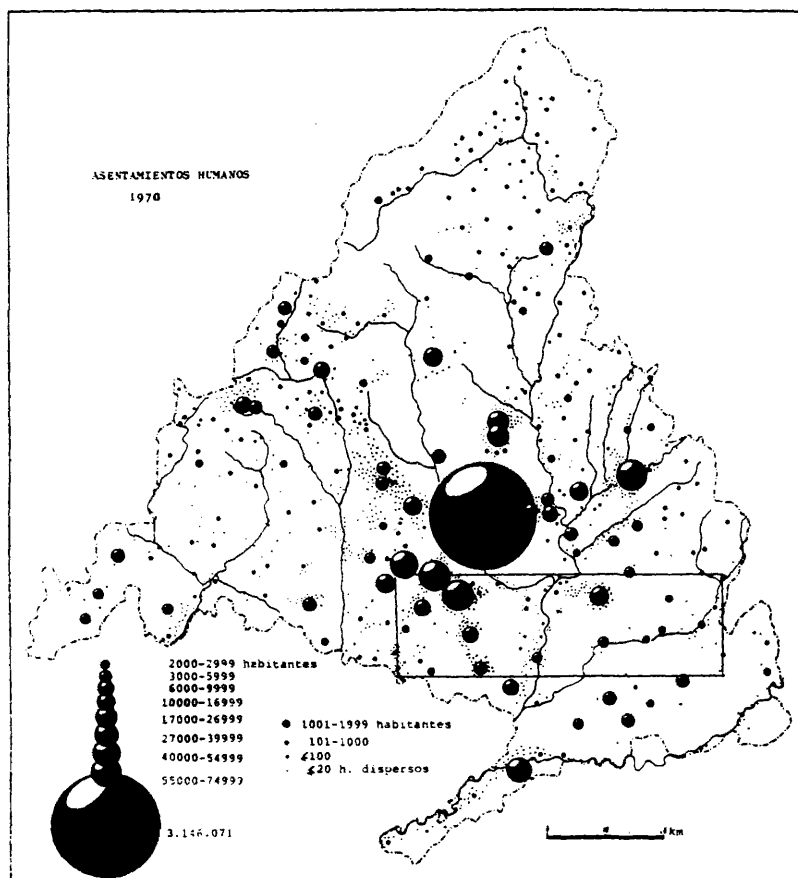 ASENTAMIENTOS HUMANOS
1970
2000-2999 habitantes
3000-5999
6000-9999
10000-16999
17000-26999
27000-39999
40000-54999
55000-74999
3.146.071
1001-1999 habitantes
101-1000
≤100
≤20 h. dispersos
km